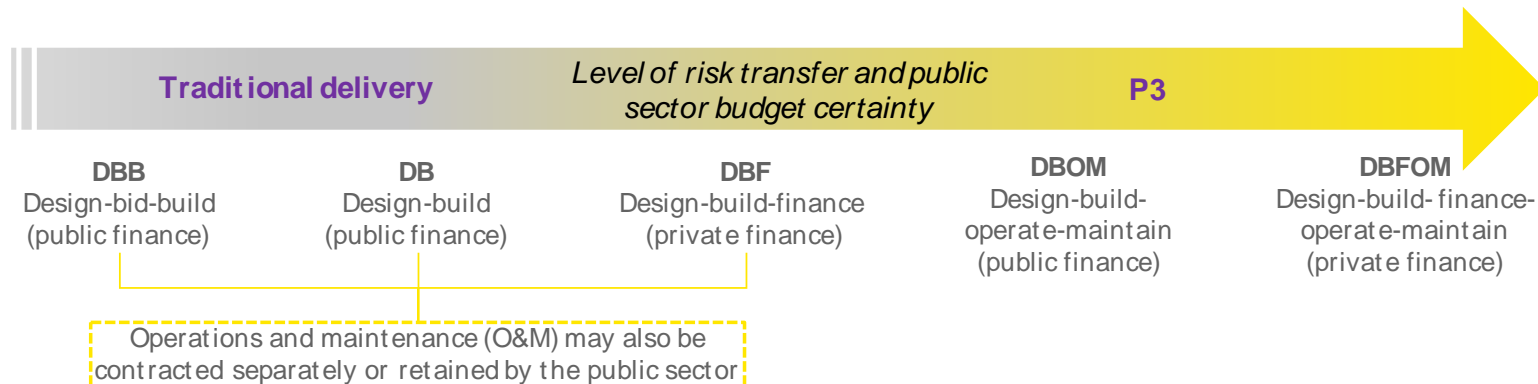 Traditional delivery
Level of risk transfer and public
sector budget certainty
P3
DBB
Design-bid-build
(public finance)
DB
Design-build
(public finance)
DBF
Design-build-finance
(private finance)
DBOM
Design-build-
operate-maintain
(public finance)
DBFOM
Design-build- finance-
operate-maintain
(private finance)
Operations and maintenance (O&M) may also be
contracted separately or retained by the public sector